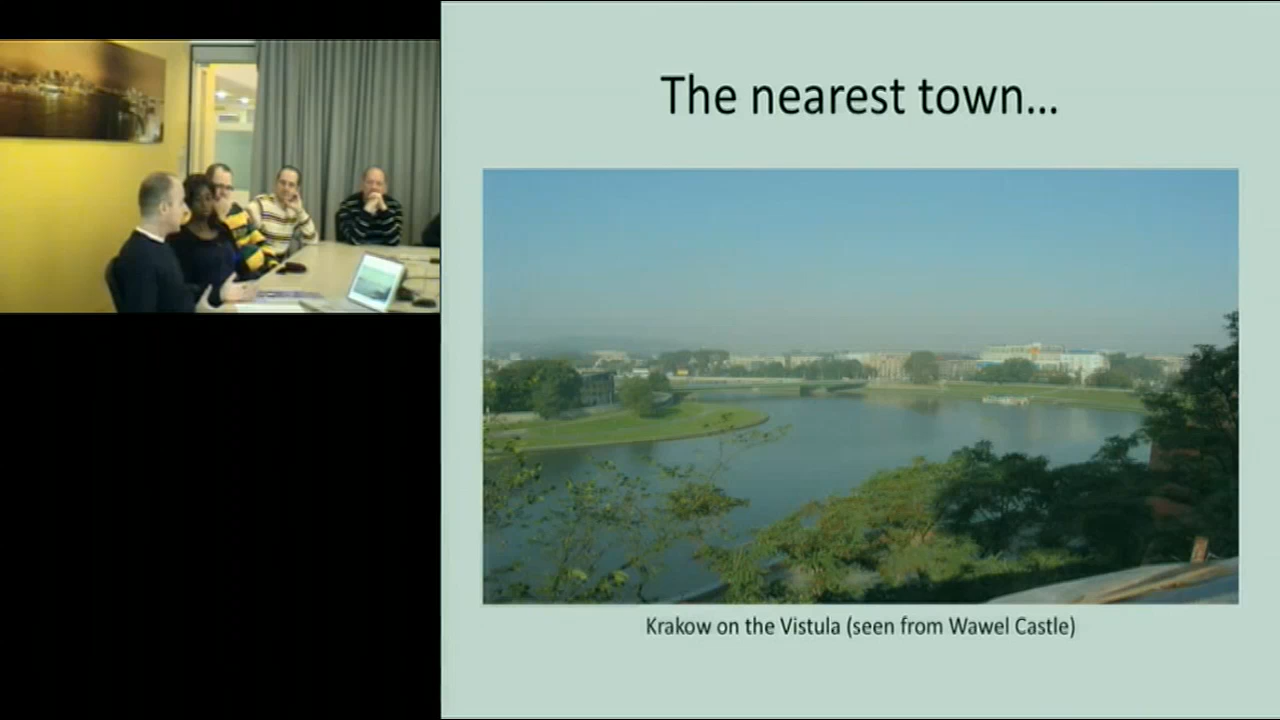 The nearest town...
Krakow on the Vistula (seen from Wawel Castle)